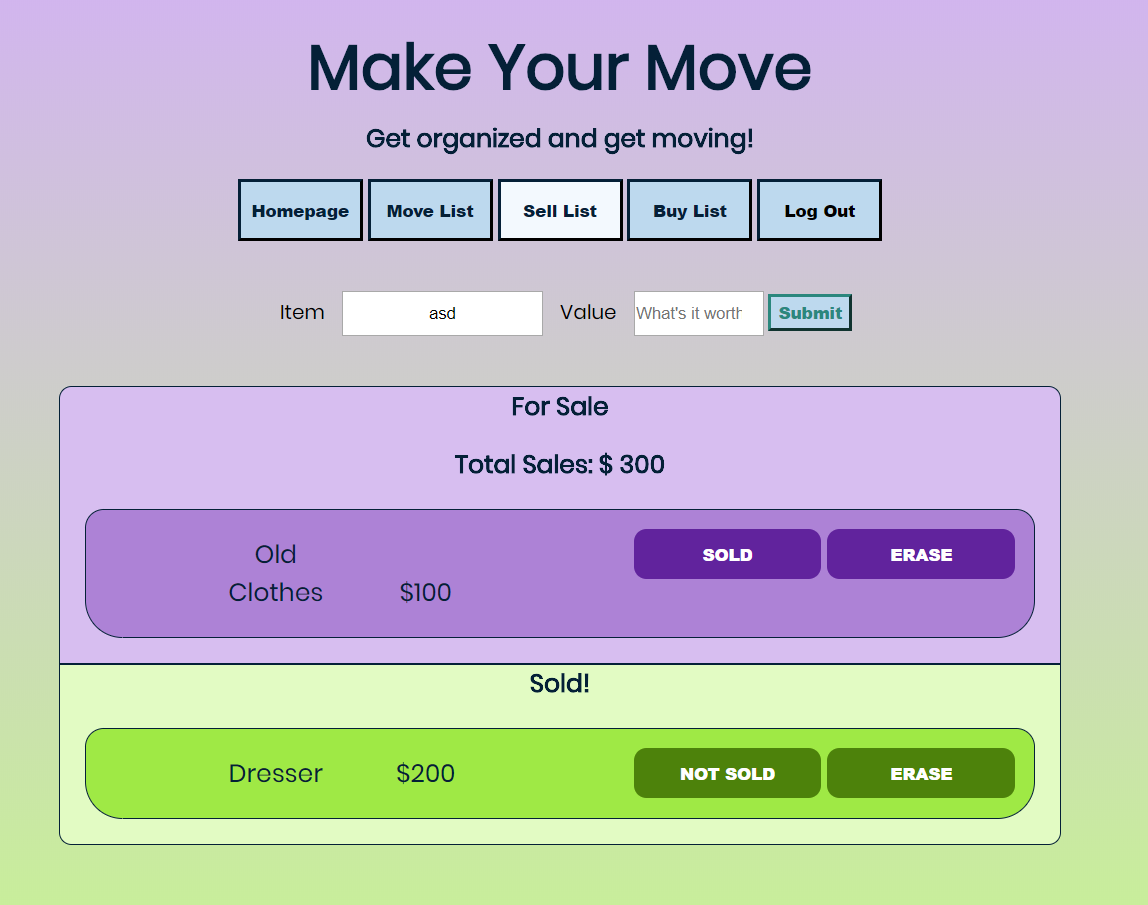 Make Your Move
Get organized and get moving!
Homepage Move List Sell List Buy List Log Out
Item asd Value What's it worth Submit
For Sale
Total Sales: $ 300
Old
Clothes $100 SOLD ERASE
Sold!
Dresser $200 NOT SOLD ERASE